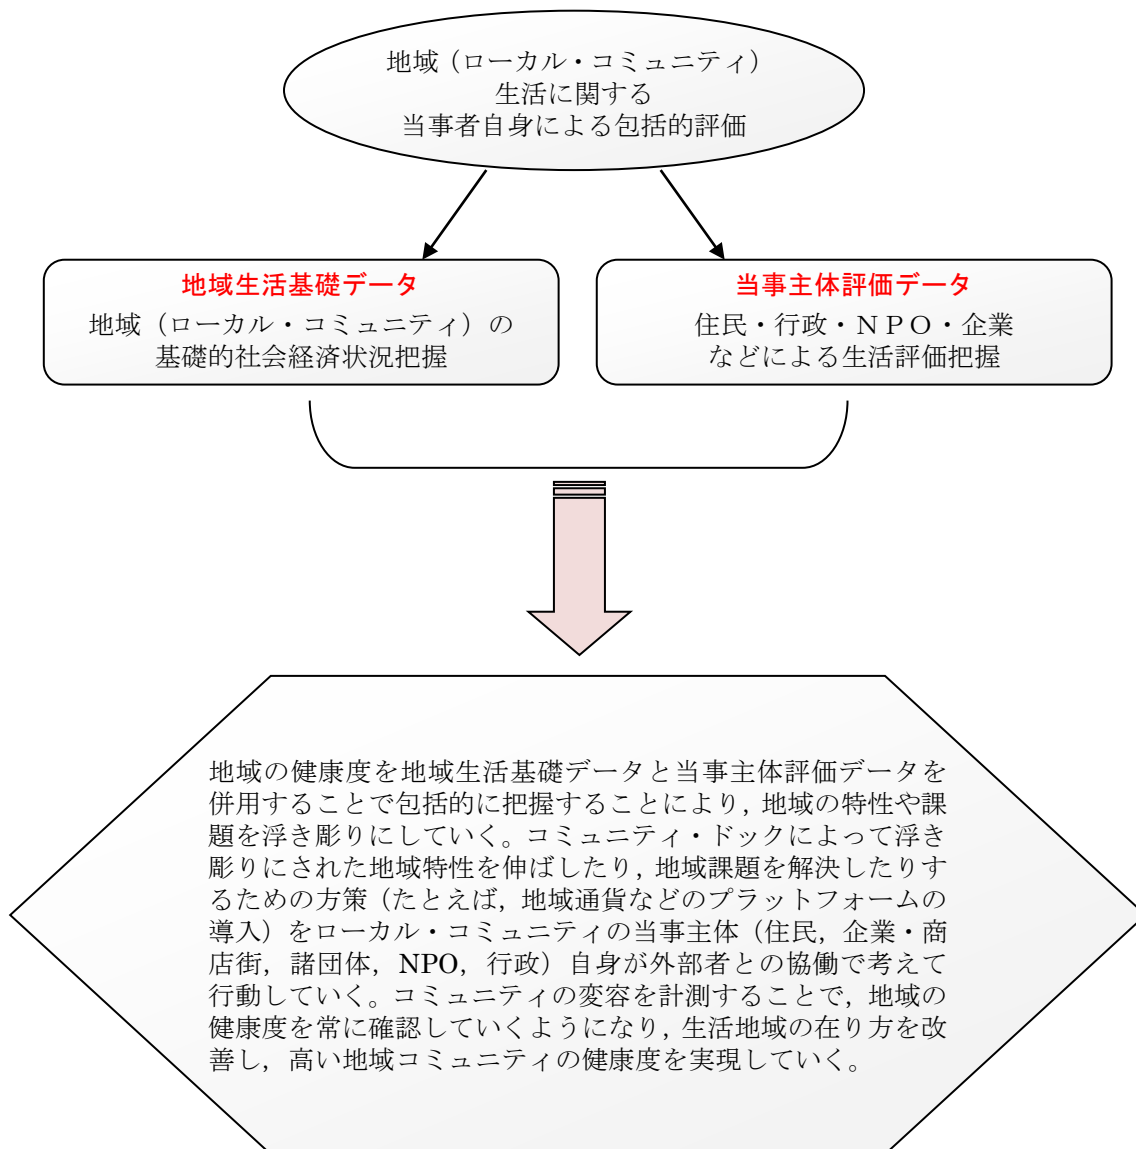 地域（ローカル・コミュニティ）
生活に関する
当事者自身による包括的評価
地域生活基礎データ
地域（ローカル・コミュニティ）の
基礎的社会経済状況把握
当事主体評価データ
住民・行政・ＮＰＯ・企業
などによる生活評価把握
地域の健康度を地域生活基礎データと当事主体評価データを
併用することで包括的に把握することにより，地域の特性や課
題を浮き彫りにしていく。コミュニティ・ドックによって浮き
彫りにされた地域特性を伸ばしたり，地域課題を解決したりす
るための方策（たとえば，地域通貨などのプラットフォームの
導入）をローカル・コミュニティの当事主体（住民，企業・商
店街，諸団体，NPO，行政）自身が外部者との協働で考えて
行動していく。コミュニティの変容を計測することで，地域の
健康度を常に確認していくようになり，生活地域の在り方を改
善し，高い地域コミュニティの健康度を実現していく。